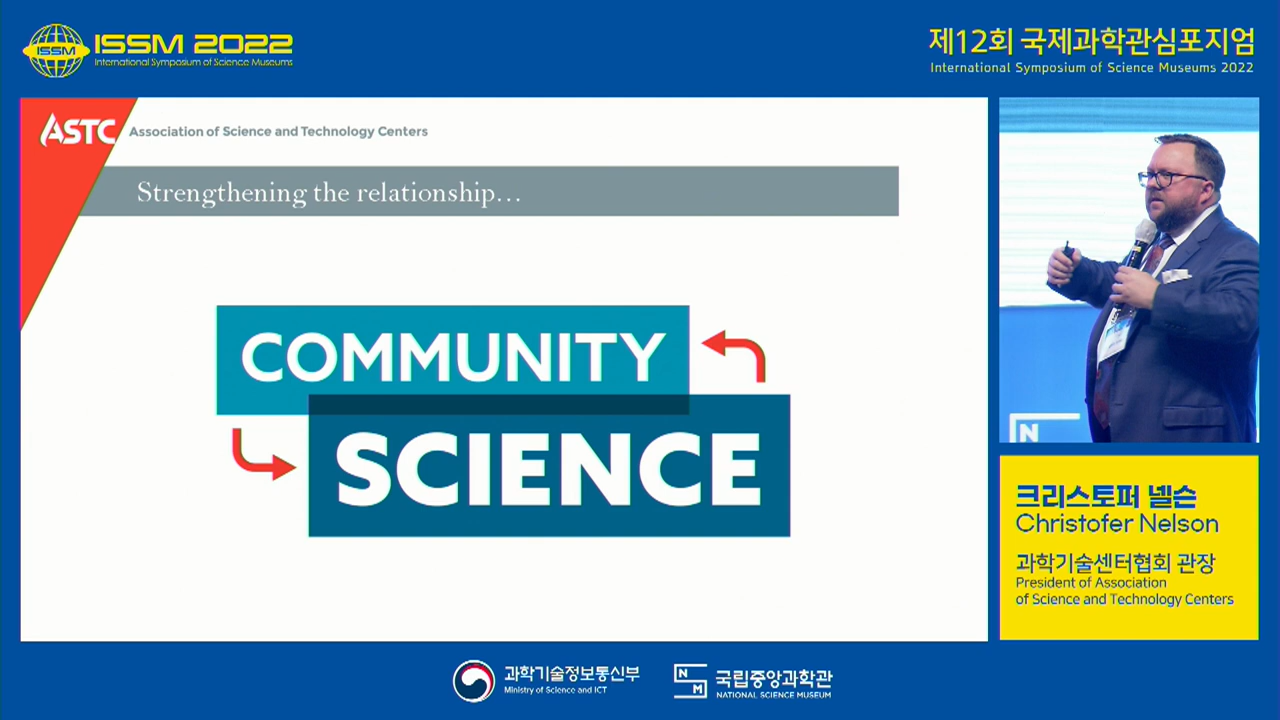 ISSM
ISSM 2022
International Symposium of Science Museums
제12회 국제과학관심포지엄
International Symposium of Science Museums 2022
ASTC
Association of Science and Technology Centers
Strengthening the relationship...
COMMUNITY
SCIENCE
N
크리스토퍼 넬슨
Christofer Nelson
과학기술센터협회 관장
President of Association
of Science and Technology Centers
과학기술정보통신부
Ministry of Science and ICT
N
M
국립중앙과학관
NATIONAL SCIENCE MUSEUM